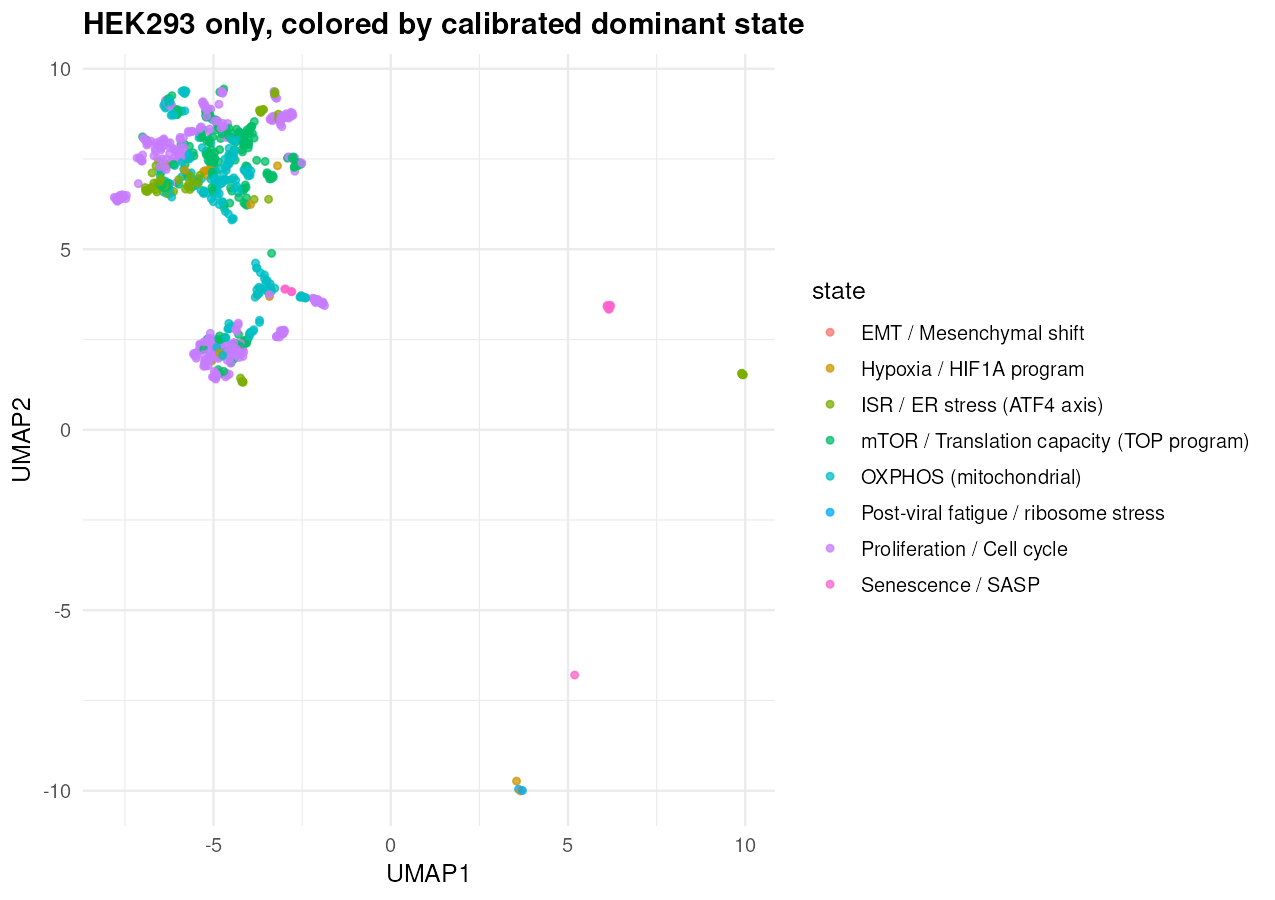 HEK293 only, colored by calibrated dominant state
10
5
0
-5
-10
UMAP2
-5
0
5
10
UMAP1
state
EMT / Mesenchymal shift
Hypoxia / HIF1A program
ISR / ER stress (ATF4 axis)
mTOR / Translation capacity (TOP program)
OXPHOS (mitochondrial)
Post-viral fatigue / ribosome stress
Proliferation / Cell cycle
Senescence / SASP